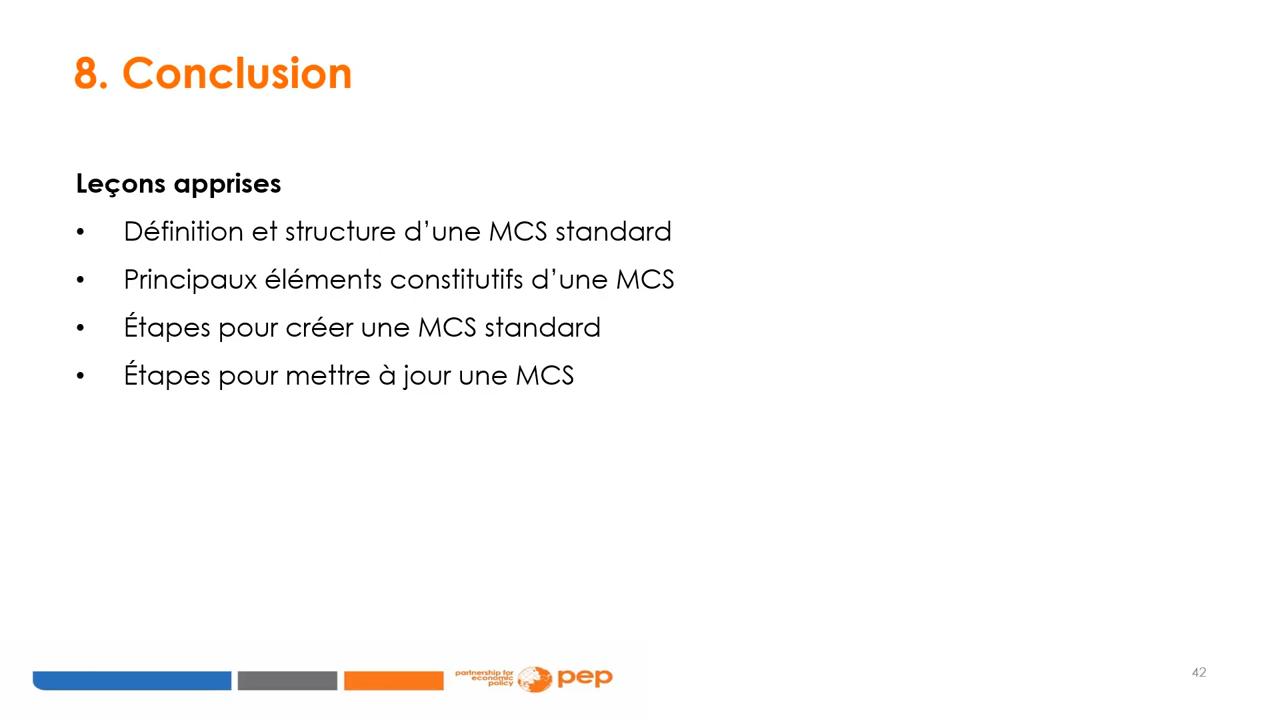 8. Conclusion
Leçons apprises
• Définition et structure d’une MCS standard
• Principaux éléments constitutifs d’une MCS
• Étapes pour créer une MCS standard
• Étapes pour mettre à jour une MCS
partnership for
economic
policy
pep
42